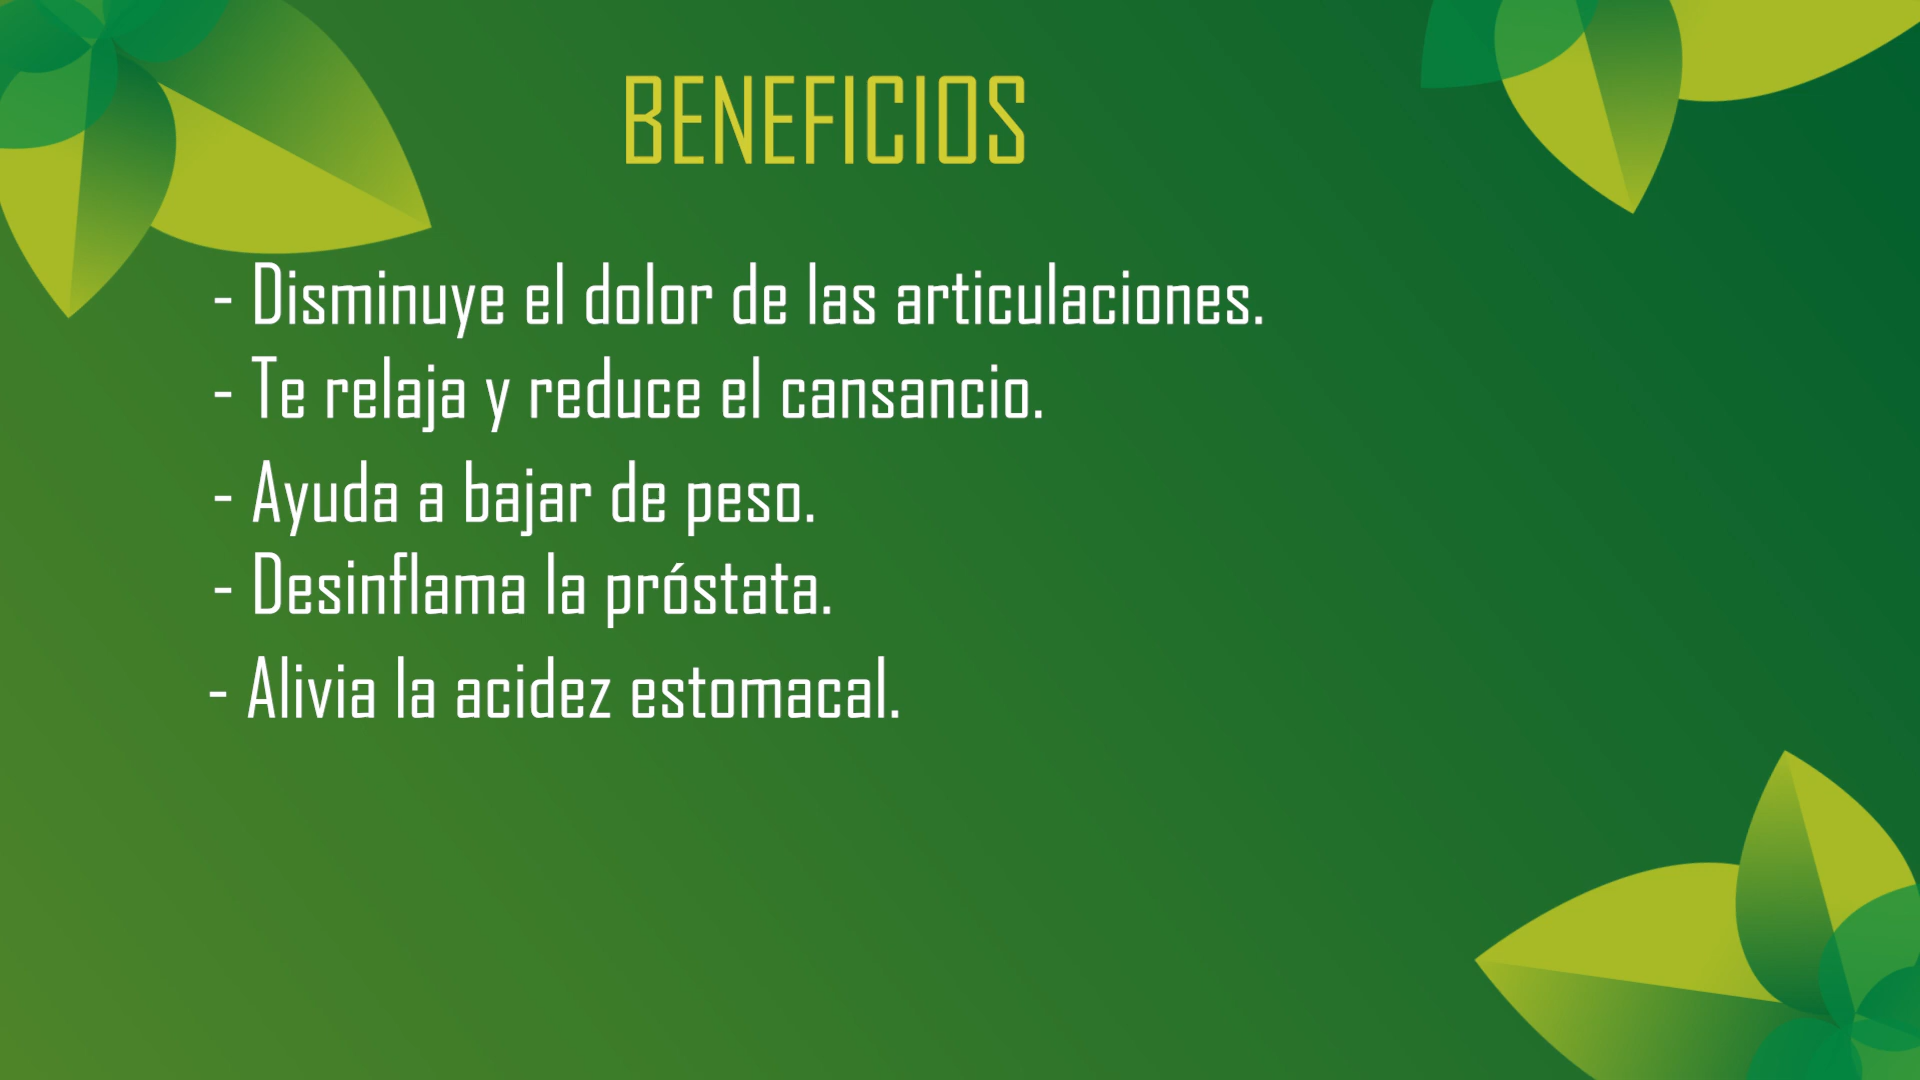 BENEFICIOS
- Disminuye el dolor de las articulaciones.
- Te relaja y reduce el cansancio.
- Ayuda a bajar de peso.
- Desinflama la próstata.
- Alivia la acidez estomacal.